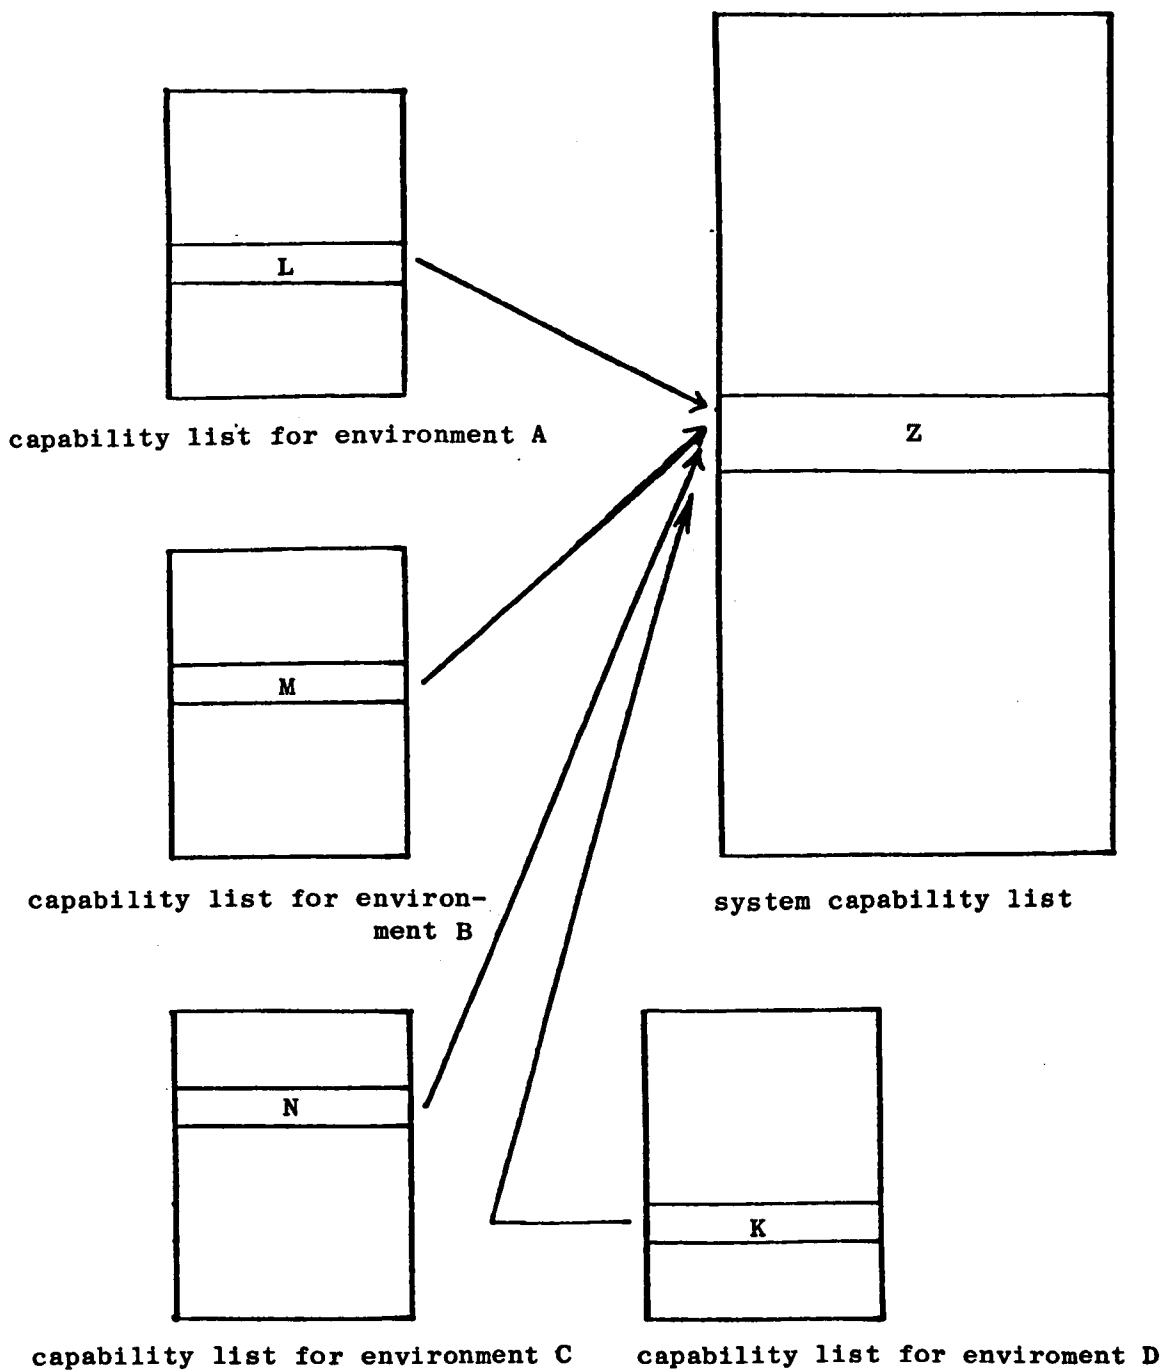 L
capability list for environment A
Z
M
capability list for environ-
ment B
system capability list
N
K
capability list for environment C
capability list for enviroment D